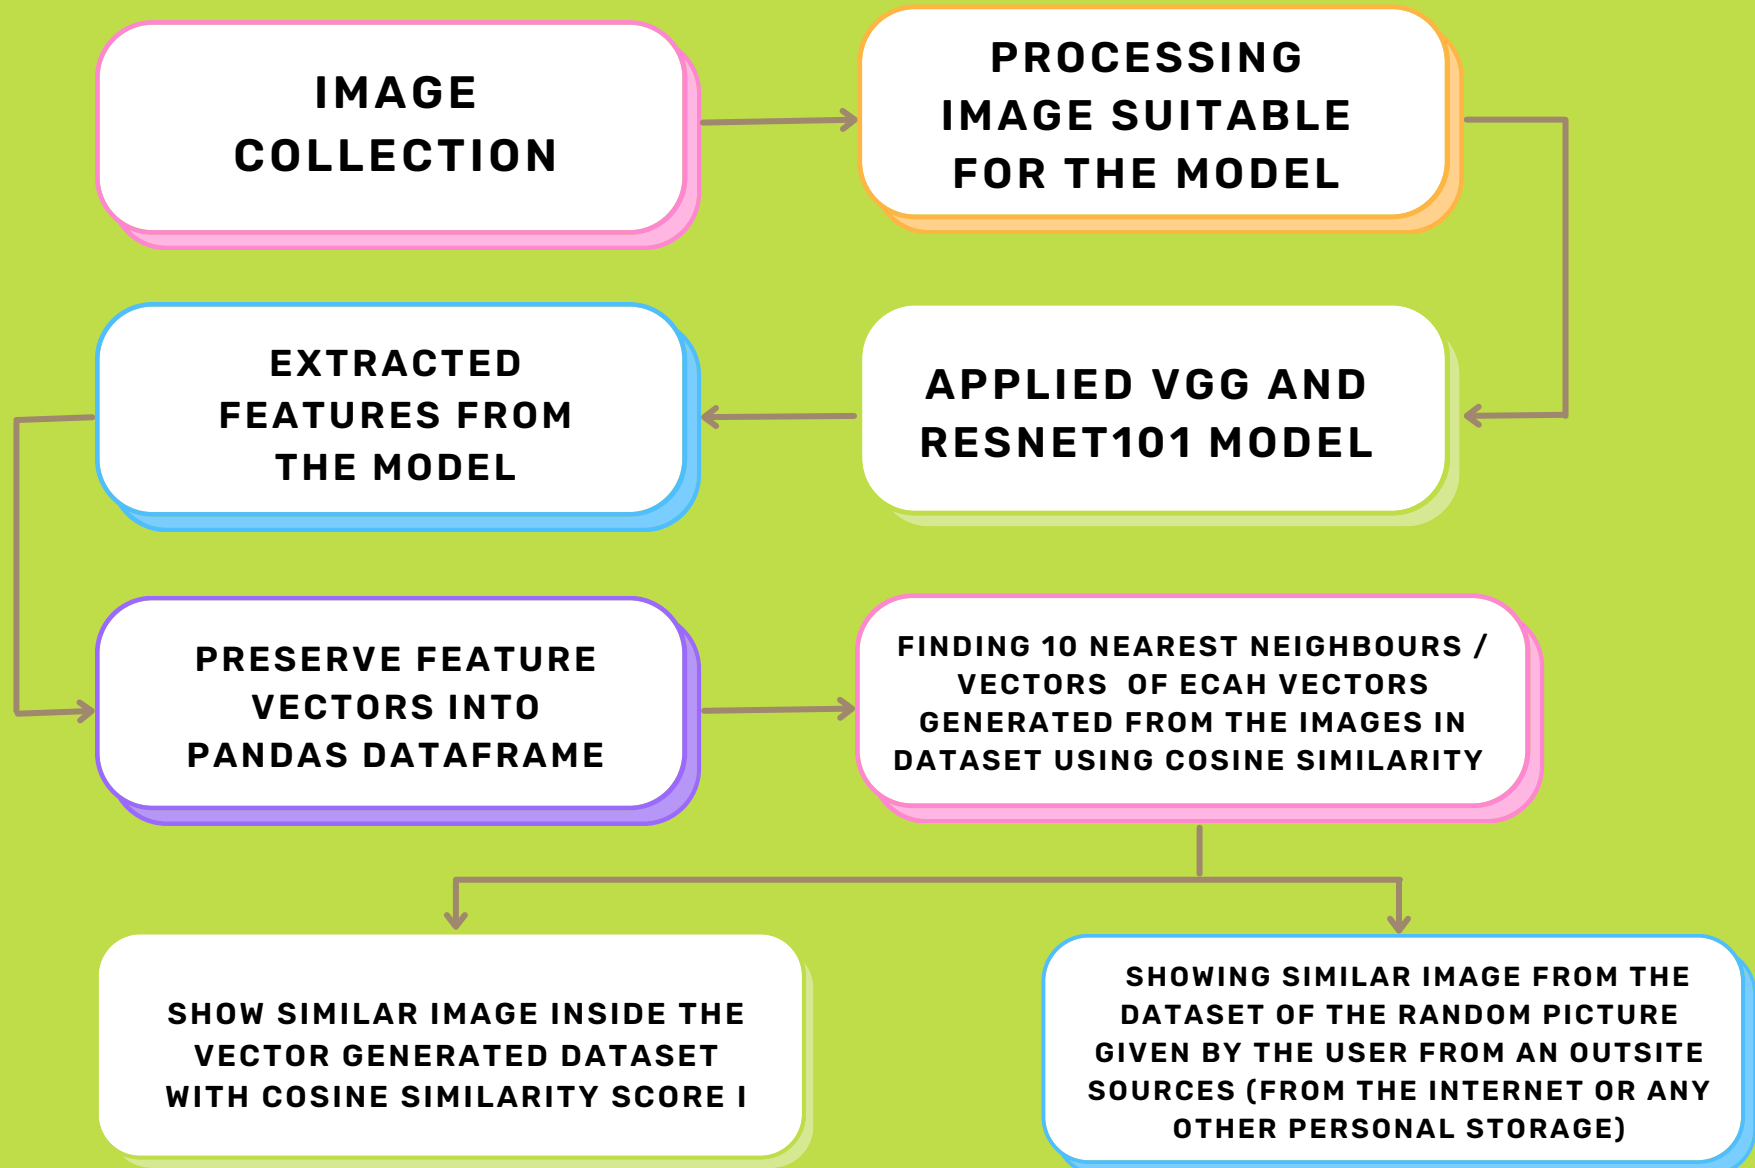 IMAGE
COLLECTION
PROCESSING
IMAGE SUITABLE
FOR THE MODEL
APPLIED VGG AND
RESNET101 MODEL
EXTRACTED
FEATURES FROM
THE MODEL
PRESERVE FEATURE
VECTORS INTO
PANDAS DATAFRAME
FINDING 10 NEAREST NEIGHBOURS /
VECTORS OF ECAH VECTORS
GENERATED FROM THE IMAGES IN
DATASET USING COSINE SIMILARITY
SHOW SIMILAR IMAGE INSIDE THE
VECTOR GENERATED DATASET
WITH COSINE SIMILARITY SCORE I
SHOWING SIMILAR IMAGE FROM THE
DATASET OF THE RANDOM PICTURE
GIVEN BY THE USER FROM AN OUTSITE
SOURCES (FROM THE INTERNET OR ANY
OTHER PERSONAL STORAGE)